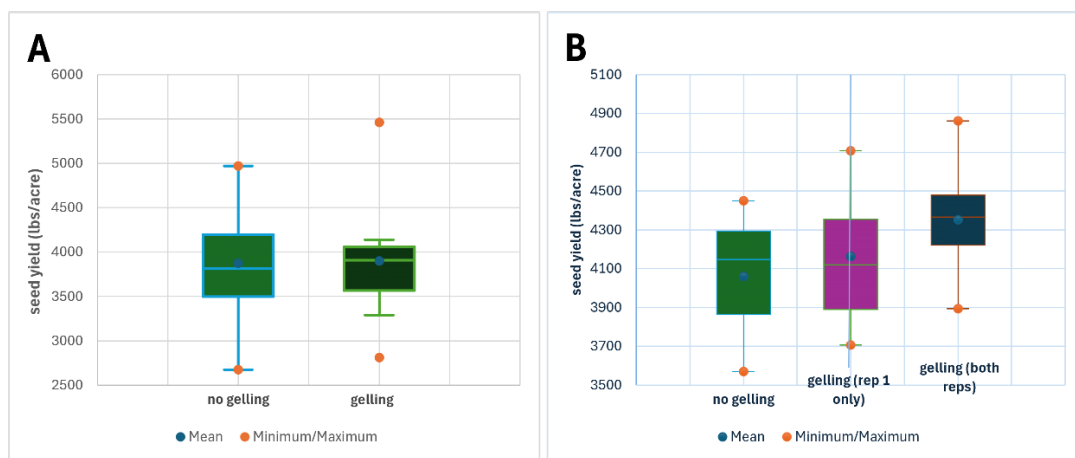 A
seed yield (lbs/acre)
6000
5500
5000
4500
4000
3500
3000
2500
no gelling
gelling
Mean
Minimum/Maximum
B
seed yield (lbs/acre)
5100
4900
4700
4500
4300
4100
3900
3700
3500
no gelling
gelling (rep 1
only)
gelling (both
reps)
Mean
Minimum/Maximum